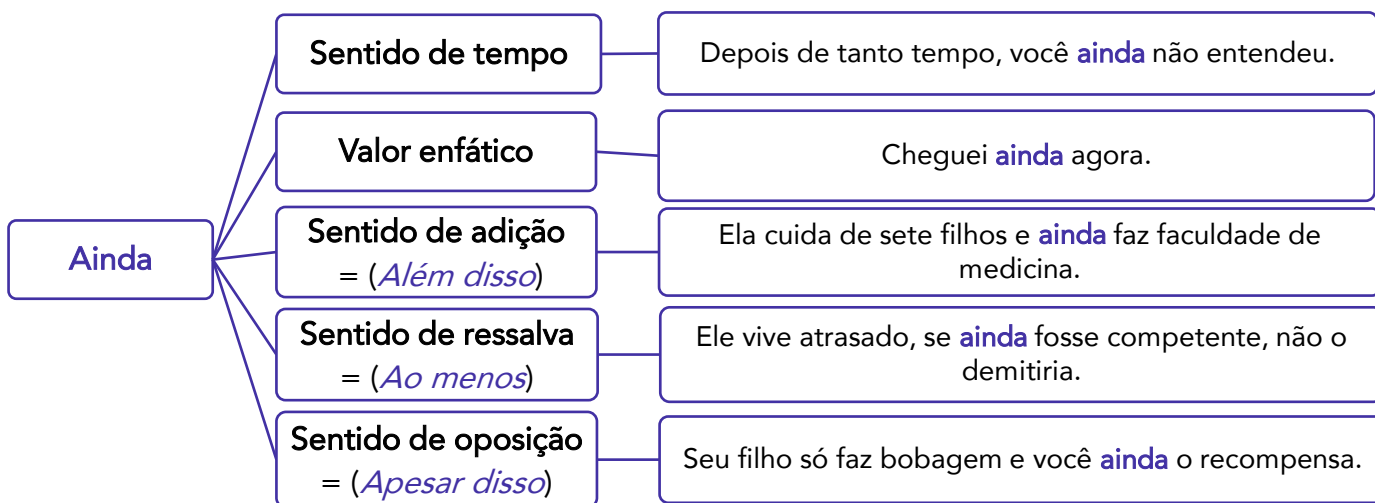 Ainda
Sentido de tempo
Depois de tanto tempo, você ainda não entendeu.
Valor enfático
Cheguei ainda agora.
Sentido de adição
= (Além disso)
Ela cuida de sete filhos e ainda faz faculdade de
medicina.
Sentido de ressalva
= (Ao menos)
Ele vive atrasado, se ainda fosse competente, não o
demitiria.
Sentido de oposição
= (Apesar disso)
Seu filho só faz bobagem e você ainda o recompensa.